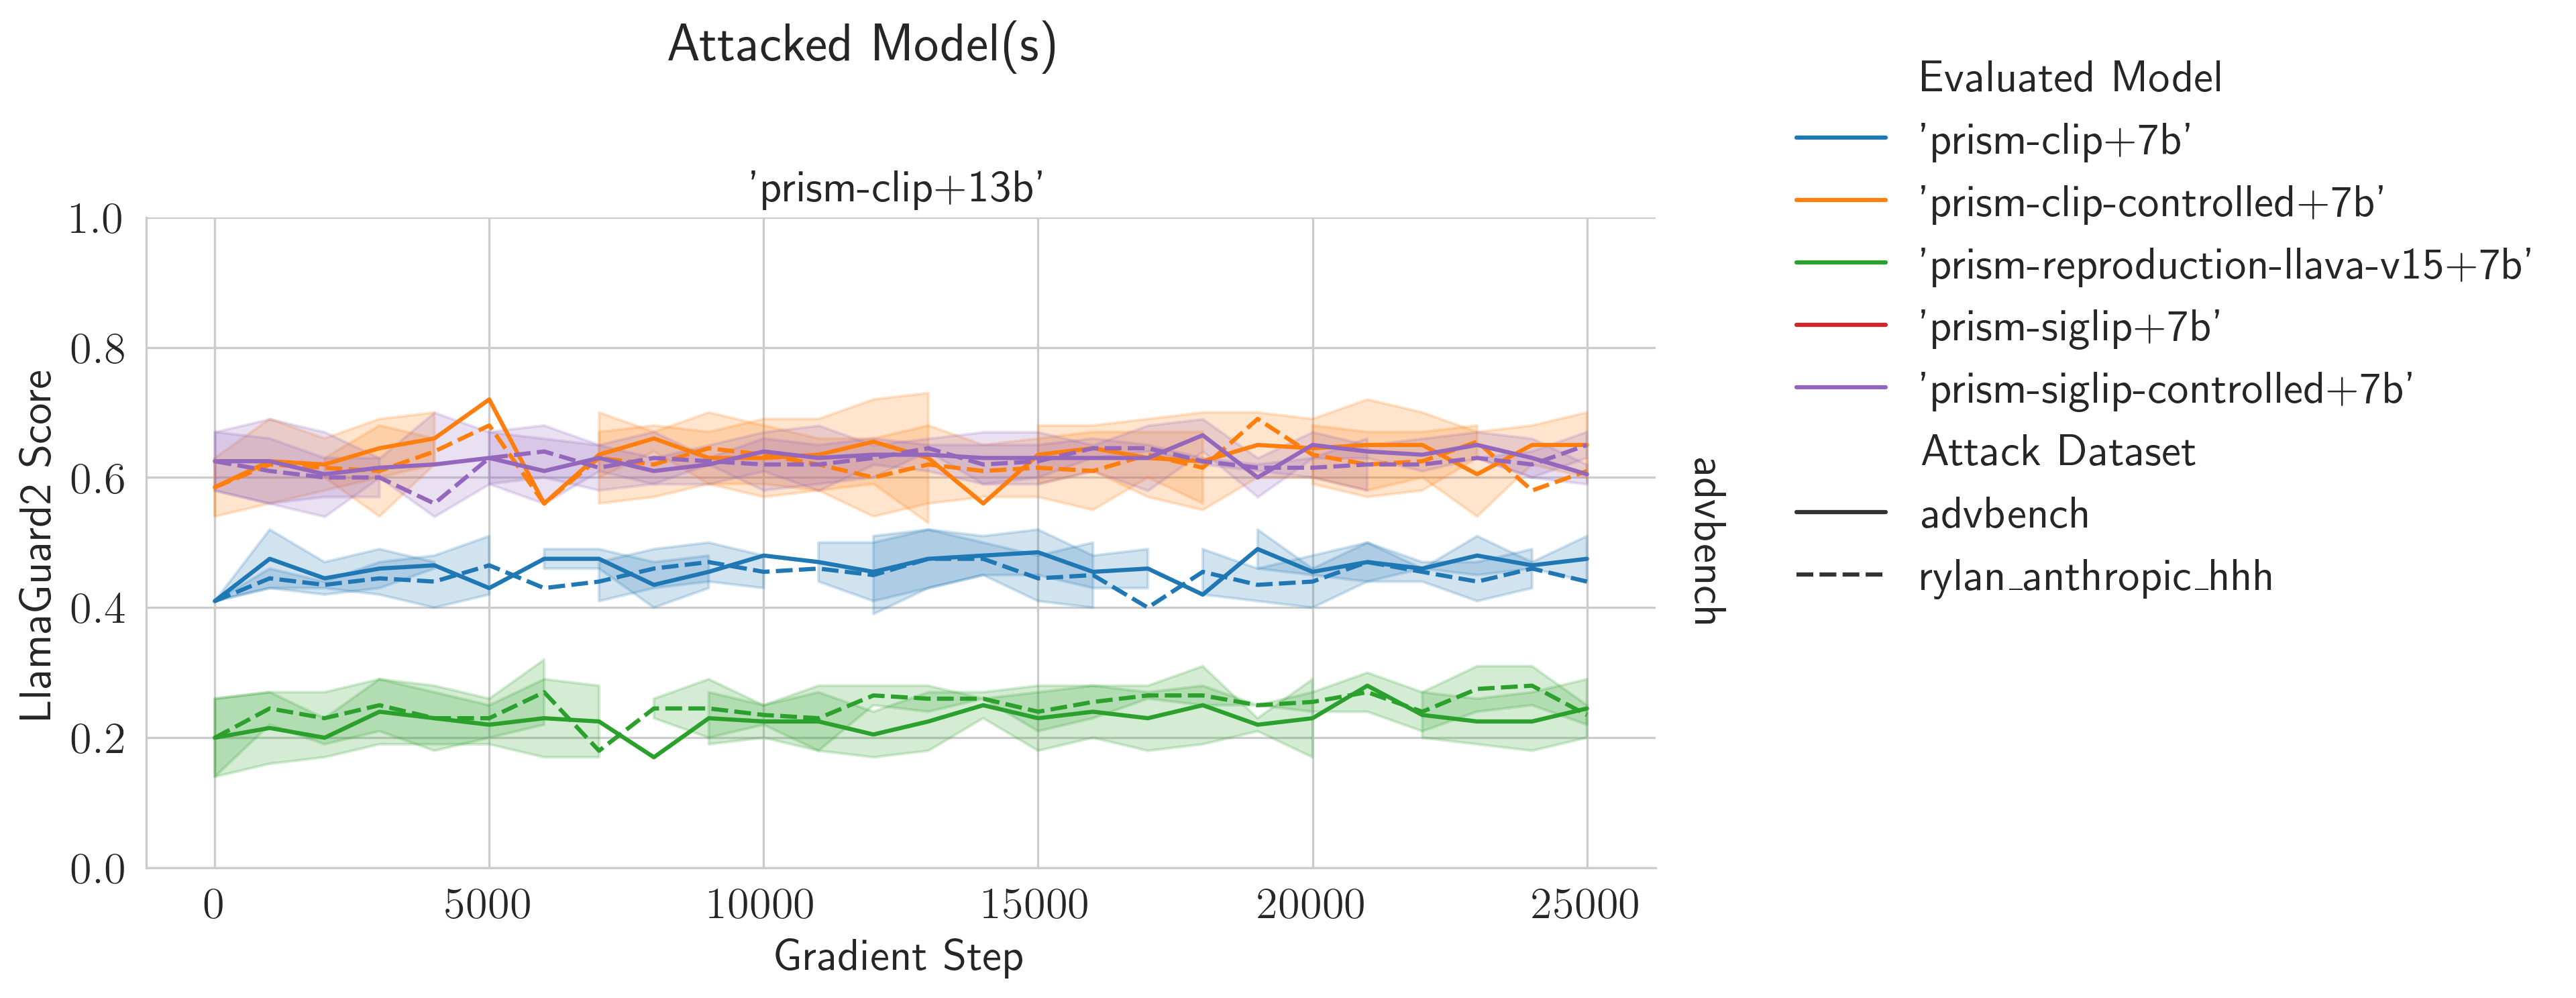 Attacked Model(s)
'prism-clip+13b'
1.0
0.8
0.6
0.4
0.2
0.0
LlamaGuard2 Score
0
5000
10000
15000
20000
25000
Gradient Step
advbench
Evaluated Model
'prism-clip+7b'
'prism-clip-controlled+7b'
'prism-reproduction-llava-v15+7b'
'prism-siglip+7b'
'prism-siglip-controlled+7b'
Attack Dataset
advbench
rylan_anthropic_hhh